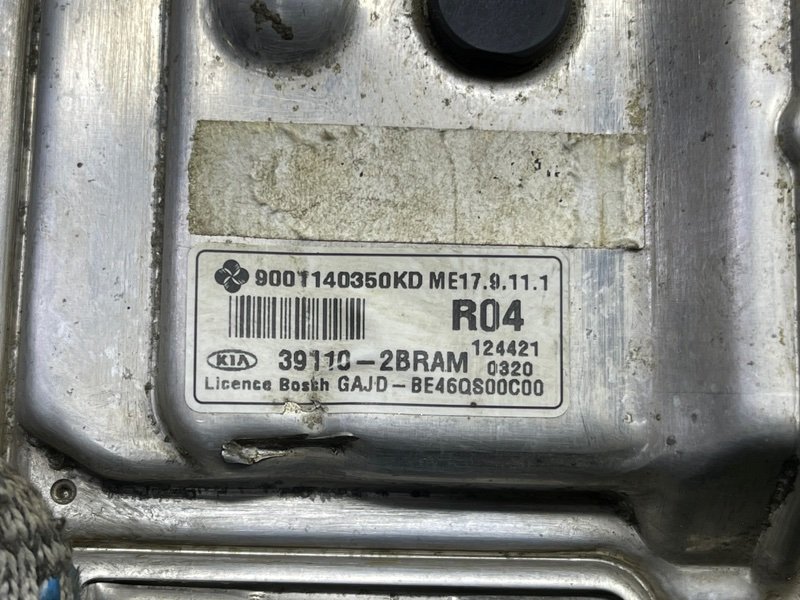 9001140350KD ME17.9.11.1
R04
124421
KIA 39110-2BRAM 0320
Licence Bosch GAJD-BE46QS00C00